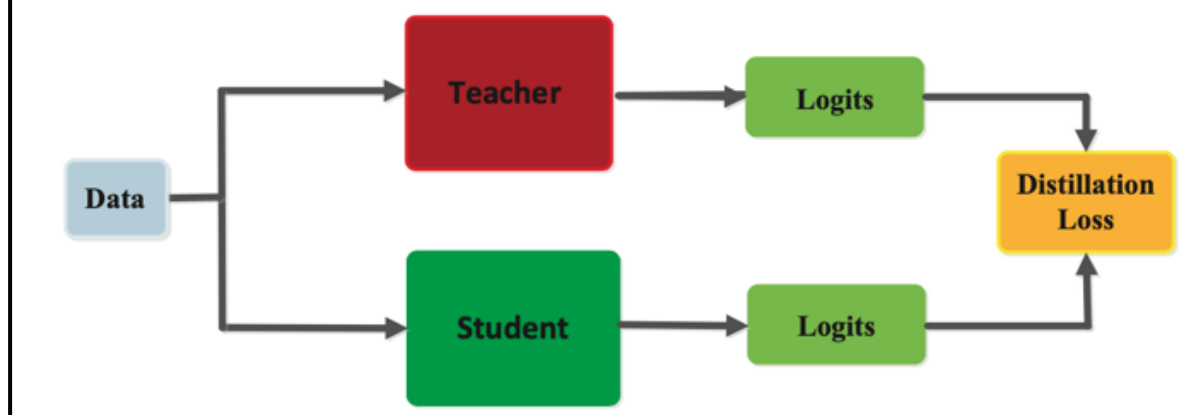 Data
Teacher
Logits
Distillation
Loss
Student
Logits